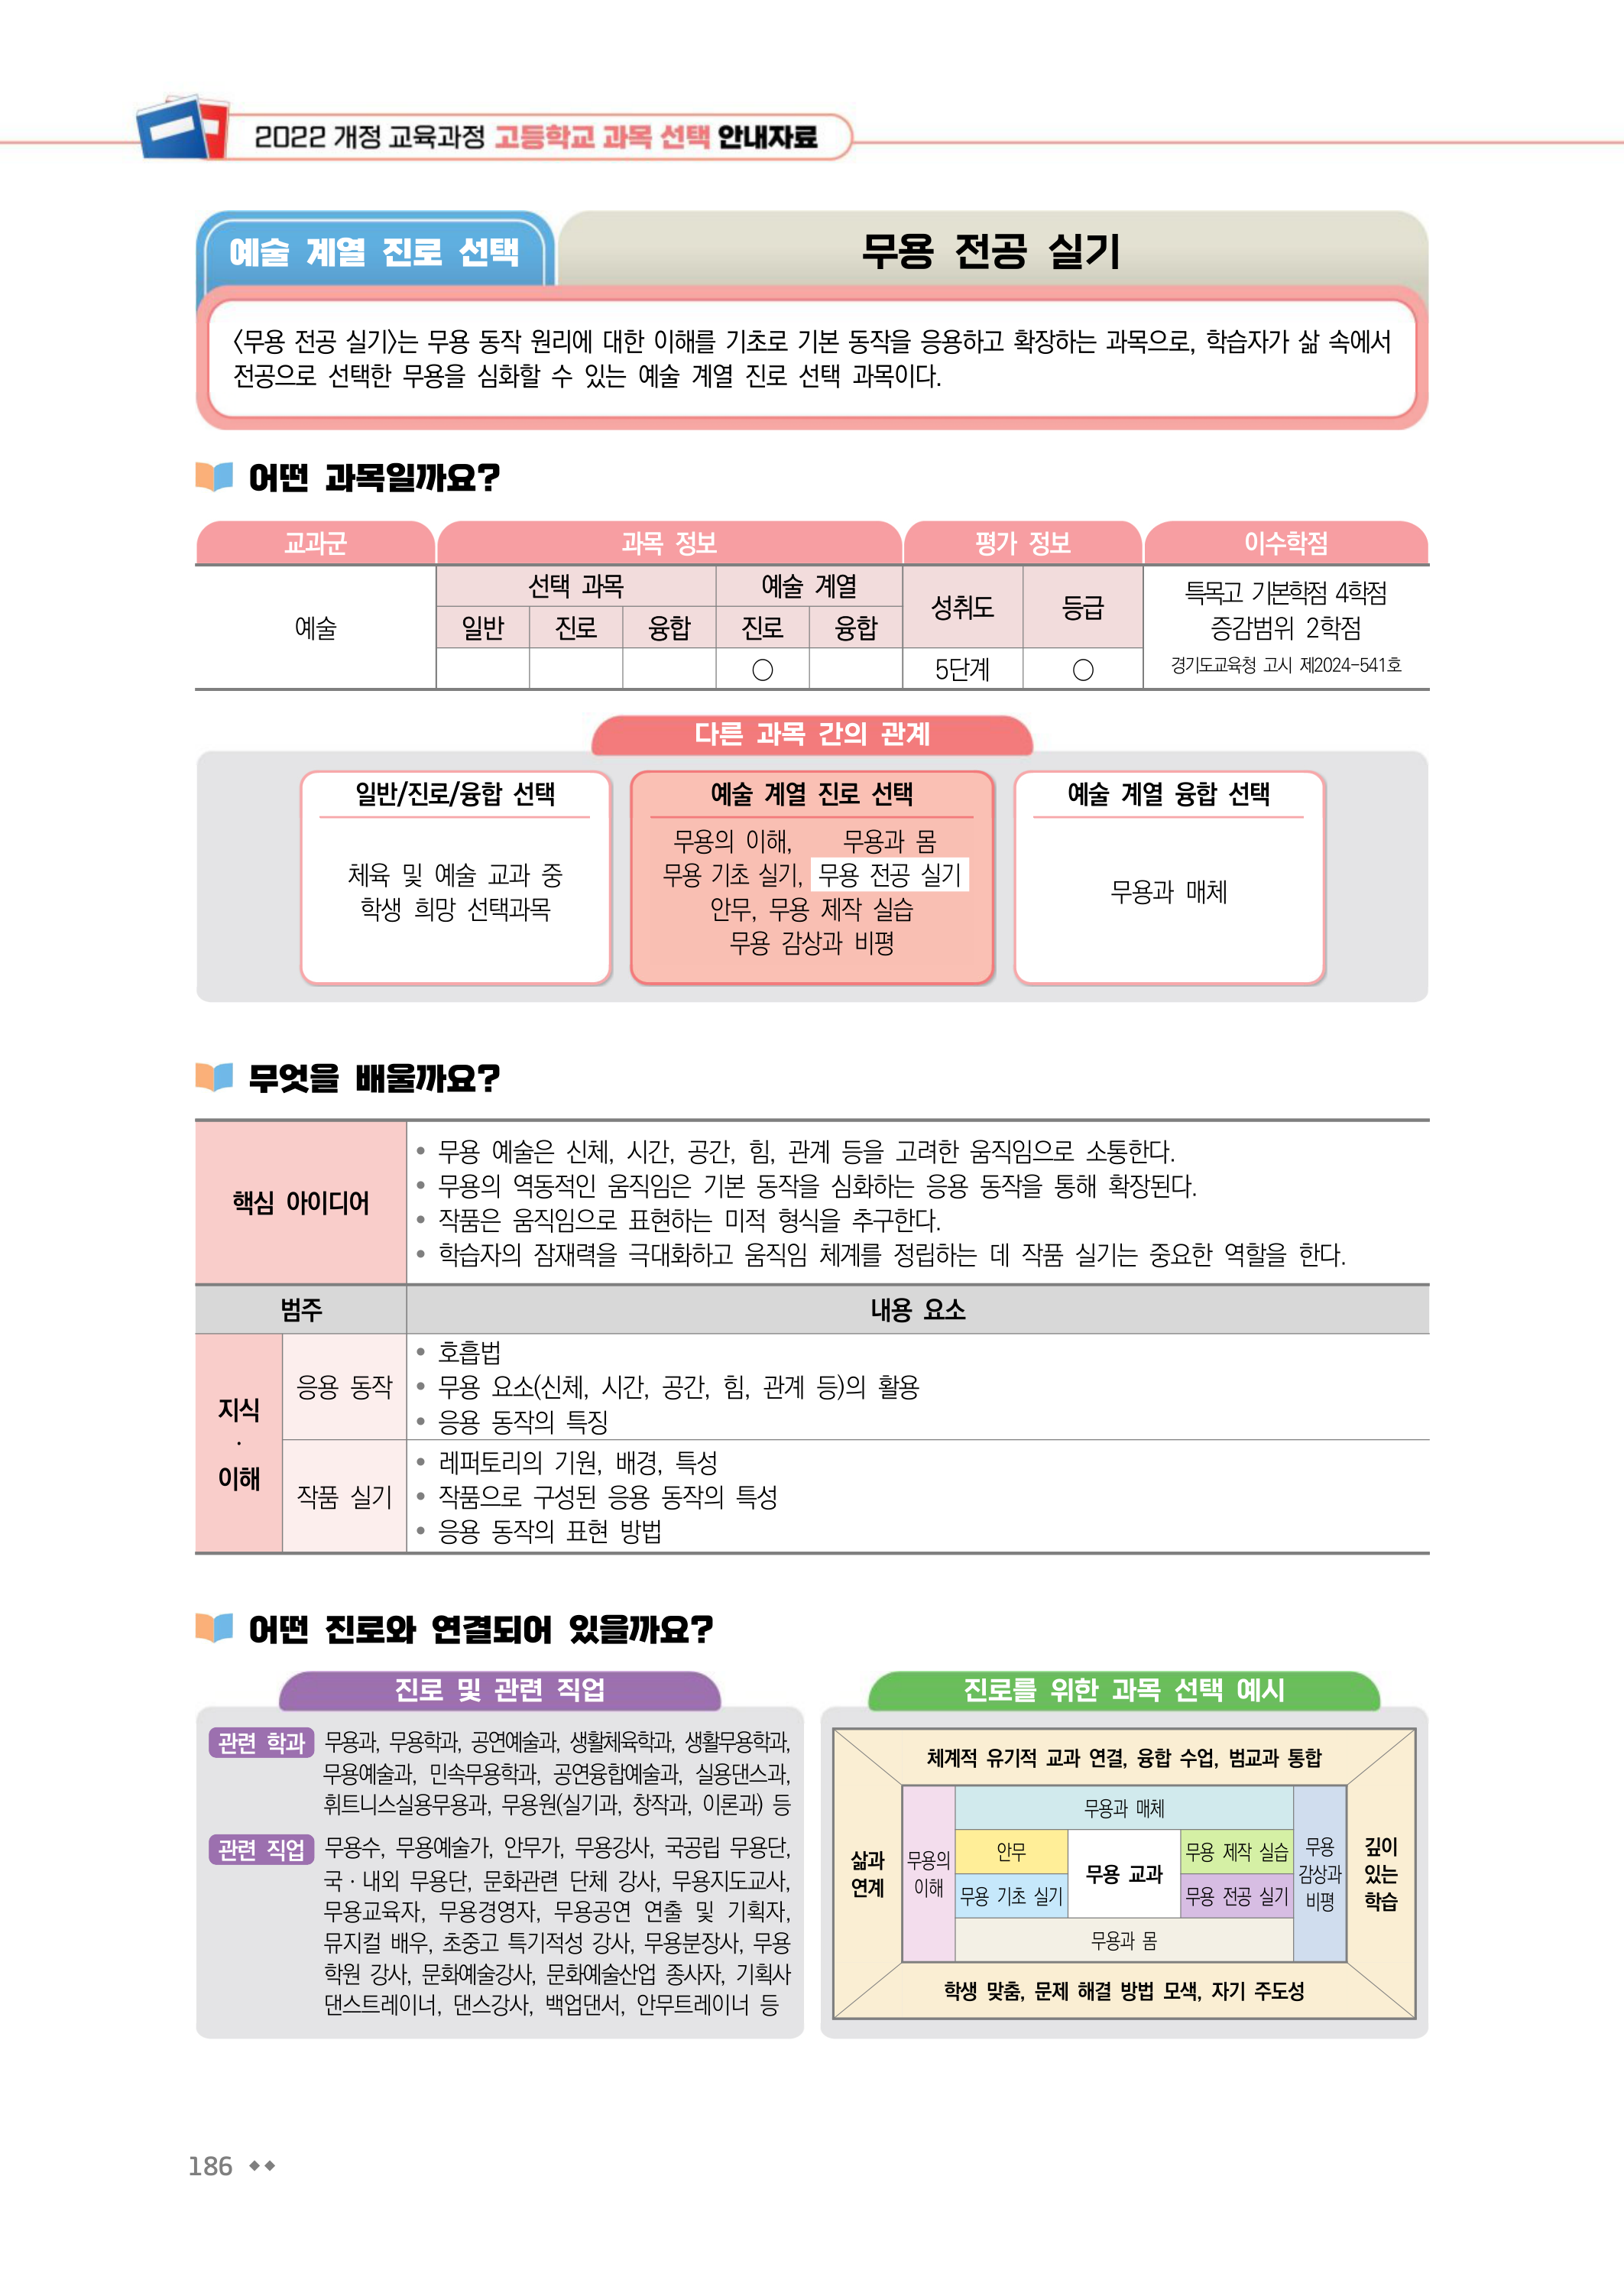 2022 개정 교육과정 고등학교 과목 선택 안내자료
예술 계열 진로 선택
무용 전공 실기
〈무용 전공 실기〉는 무용 동작 원리에 대한 이해를 기초로 기본 동작을 응용하고 확장하는 과목으로, 학습자가 삶 속에서
전공으로 선택한 무용을 심화할 수 있는 예술 계열 진로 선택 과목이다.
어떤 과목일까요?
교과군 과목 정보 평가 정보 이수학점
선택 과목 예술 계열
일반 진로 융합 진로 융합
성취도 등급
예술
○ 5단계 ○
특목고 기본학점 4학점
증감범위 2학점
경기도교육청 고시 제2024-541호
다른 과목 간의 관계
일반/진로/융합 선택
체육 및 예술 교과 중
학생 희망 선택과목
예술 계열 진로 선택
무용의 이해, 무용과 몸
무용 기초 실기, 무용 전공 실기
안무, 무용 제작 실습
무용 감상과 비평
예술 계열 융합 선택
무용과 매체
무엇을 배울까요?
핵심 아이디어
• 무용 예술은 신체, 시간, 공간, 힘, 관계 등을 고려한 움직임으로 소통한다.
• 무용의 역동적인 움직임은 기본 동작을 심화하는 응용 동작을 통해 확장된다.
• 작품은 움직임으로 표현하는 미적 형식을 추구한다.
• 학습자의 잠재력을 극대화하고 움직임 체계를 정립하는 데 작품 실기는 중요한 역할을 한다.
범주 내용 요소
지식
·
이해
응용 동작
• 호흡법
• 무용 요소(신체, 시간, 공간, 힘, 관계 등)의 활용
• 응용 동작의 특징
작품 실기
• 레퍼토리의 기원, 배경, 특성
• 작품으로 구성된 응용 동작의 특성
• 응용 동작의 표현 방법
어떤 진로와 연결되어 있을까요?
진로 및 관련 직업
관련 학과 무용과, 무용학과, 공연예술과, 생활체육학과, 생활무용학과,
무용예술과, 민속무용학과, 공연융합예술과, 실용댄스과,
휘트니스실용무용과, 무용원(실기과, 창작과, 이론과) 등
관련 직업 무용수, 무용예술가, 안무가, 무용강사, 국공립 무용단,
국·내외 무용단, 문화관련 단체 강사, 무용지도교사,
무용교육자, 무용경영자, 무용공연 연출 및 기획자,
뮤지컬 배우, 초중고 특기적성 강사, 무용분장사, 무용
학원 강사, 문화예술강사, 문화예술산업 종사자, 기획사
댄스트레이너, 댄스강사, 백업댄서, 안무트레이너 등
진로를 위한 과목 선택 예시
체계적 유기적 교과 연결, 융합 수업, 범교과 통합
삶과
연계
무용의
이해
무용과 매체
안무
무용 기초 실기
무용 교과
무용 제작 실습
무용 전공 실기
무용과 몸
무용
감상과
비평
깊이
있는
학습
학생 맞춤, 문제 해결 방법 모색, 자기 주도성
186